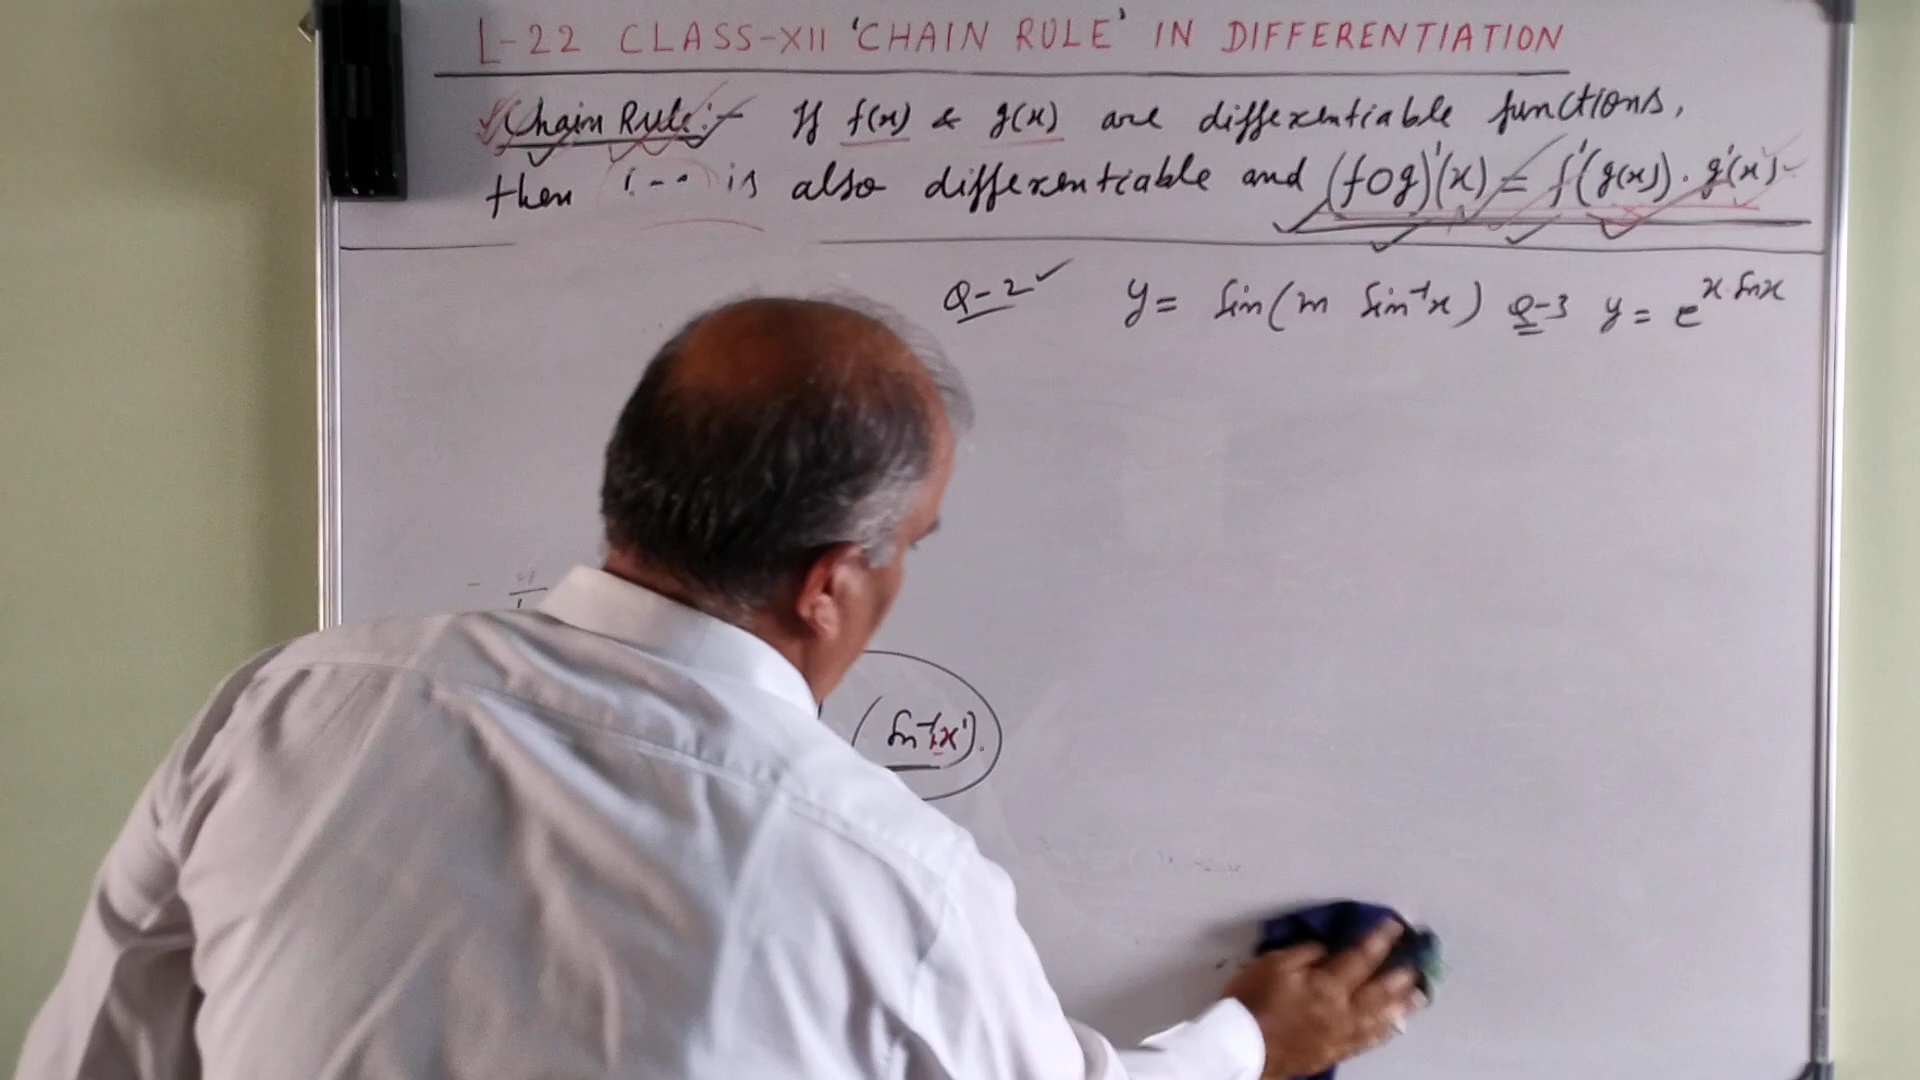 L-22 CLASS-XII 'CHAIN RULE' IN DIFFERENTIATION
Chain Rule:- If f(x) & g(x) are differentiable functions,
then is also differentiable and (fog)'(x) = f'(g(x)) . g'(x)
Q-2 y = Sin(m Sin⁻¹x) Q-3 y = e^x.Sinx
(Sin⁻¹x).